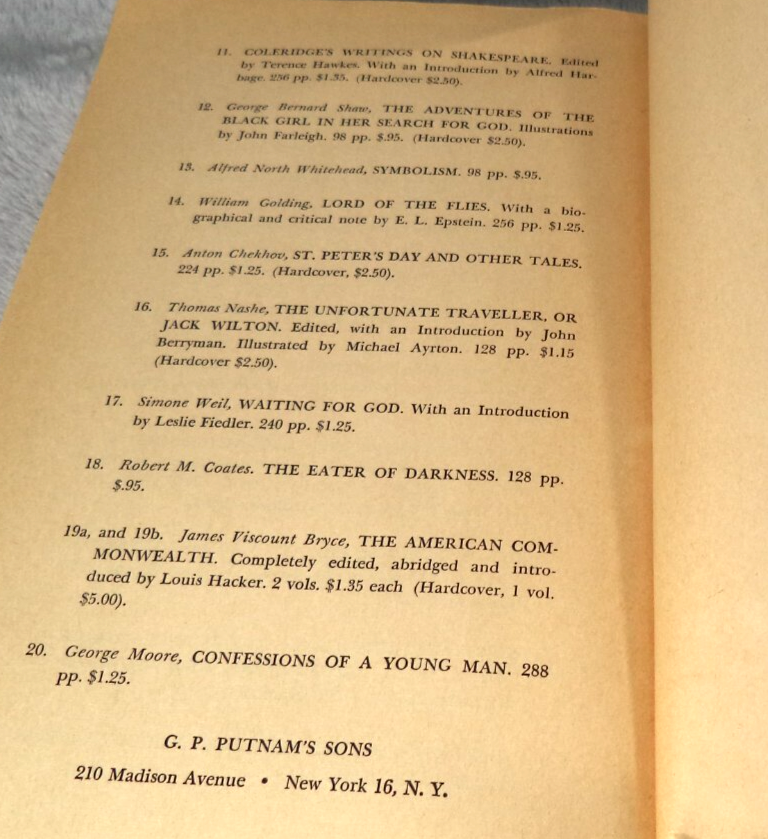 11. COLERIDGE'S WRITINGS ON SHAKESPEARE. Edited
by Terence Hawkes. With an Introduction by Alfred Har-
bage. 256 pp. $1.35. (Hardcover $2.50).
12. George Bernard Shaw, THE ADVENTURES OF THE
BLACK GIRL IN HER SEARCH FOR GOD. Illustrations
by John Farleigh. 98 pp. $.95. (Hardcover $2.50).
13. Alfred North Whitehead, SYMBOLISM. 98 pp. $.95.
14. William Golding, LORD OF THE FLIES. With a bio-
graphical and critical note by E. L. Epstein. 256 pp. $1.25.
15. Anton Chekhov, ST. PETER'S DAY AND OTHER TALES.
224 pp. $1.25. (Hardcover, $2.50).
16. Thomas Nashe, THE UNFORTUNATE TRAVELLER, OR
JACK WILTON. Edited, with an Introduction by John
Berryman. Illustrated by Michael Ayrton. 128 pp. $1.15
(Hardcover $2.50).
17. Simone Weil, WAITING FOR GOD. With an Introduction
by Leslie Fiedler. 240 pp. $1.25.
18. Robert M. Coates. THE EATER OF DARKNESS. 128 pp.
$.95.
19a, and 19b. James Viscount Bryce, THE AMERICAN COM-
MONWEALTH. Completely edited, abridged and intro-
duced by Louis Hacker. 2 vols. $1.35 each (Hardcover, 1 vol.
$5.00).
20. George Moore, CONFESSIONS OF A YOUNG MAN. 288
pp. $1.25.
G. P. PUTNAM'S SONS
210 Madison Avenue • New York 16, N. Y.